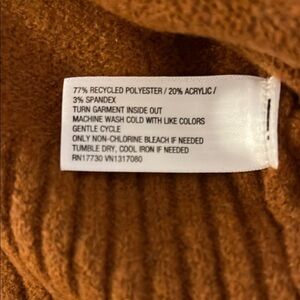 77% RECYCLED POLYESTER / 20% ACRYLIC /
3% SPANDEX
TURN GARMENT INSIDE OUT
MACHINE WASH COLD WITH LIKE COLORS
GENTLE CYCLE
ONLY NON-CHLORINE BLEACH IF NEEDED
TUMBLE DRY, COOL IRON IF NEEDED
RN17730 VN1317080